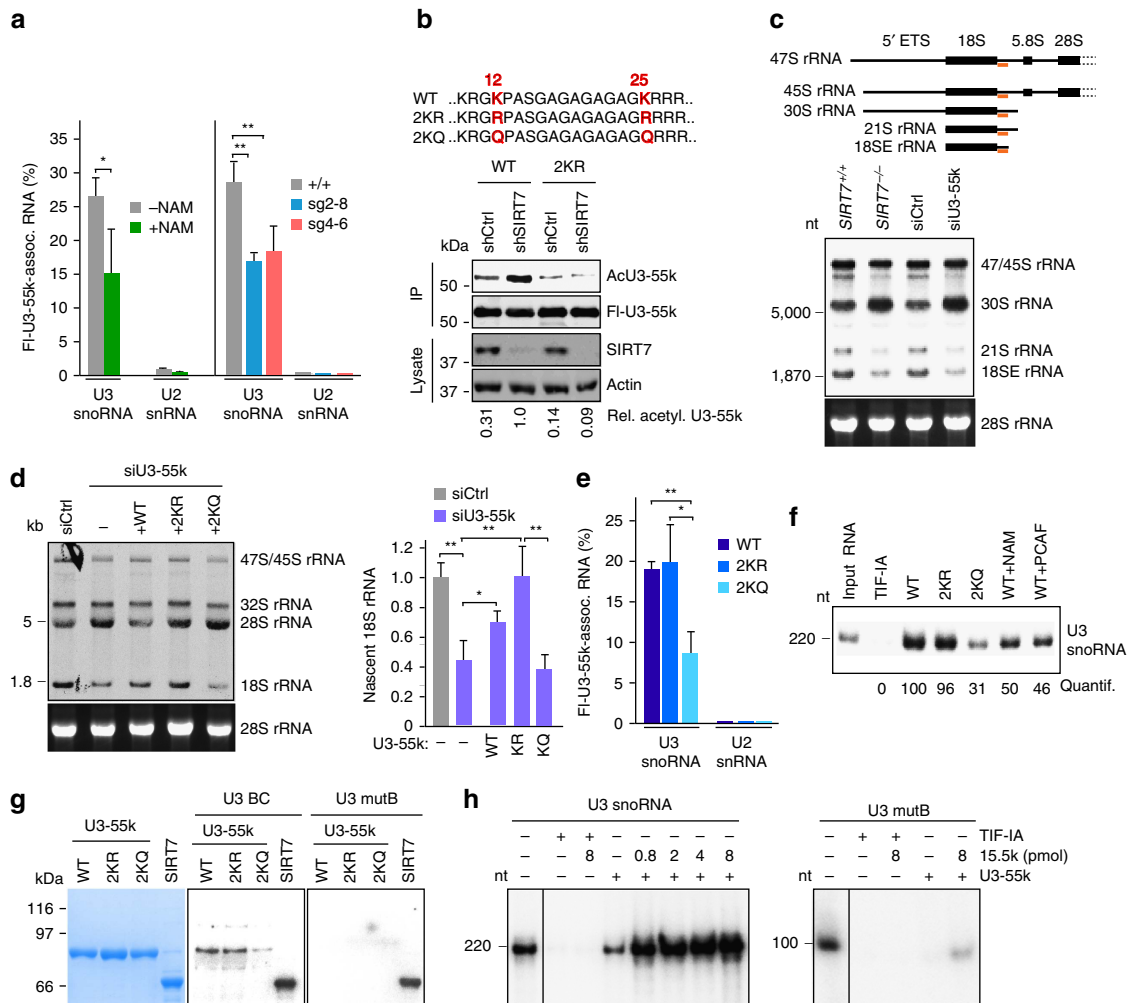 a
Fl-U3-55k-assoc. RNA (%)
35
30
25
20
15
10
5
0
*
**
**
–NAM
+NAM
+/+
sg2-8
sg4-6
U3 snoRNA
U2 snRNA
U3 snoRNA
U2 snRNA
b
12 25
WT ..KRGKPASGAGAGAGAGKRRR..
2KR ..KRGRPASGAGAGAGAGRRRR..
2KQ ..KRGQPASGAGAGAGAGQRRR..
WT 2KR
shCtrl shSIRT7 shCtrl shSIRT7
kDa
IP
50 AcU3-55k
50 Fl-U3-55k
Lysate
37 SIRT7
37 Actin
0.31 1.0 0.14 0.09 Rel. acetyl. U3-55k
c
5′ ETS 18S 5.8S 28S
47S rRNA
45S rRNA
30S rRNA
21S rRNA
18SE rRNA
SIRT7+/+ SIRT7–/– siCtrl siU3-55k
nt
47/45S rRNA
5,000 30S rRNA
21S rRNA
1,870 18SE rRNA
28S rRNA
d
siU3-55k
kb siCtrl – +WT +2KR +2KQ
47S/45S rRNA
32S rRNA
5 28S rRNA
1.8 18S rRNA
28S rRNA
siCtrl
siU3-55k
Nascent 18S rRNA
1.2
1.0
0.8
0.6
0.4
0.2
0
** * ** **
U3-55k: – – WT KR KQ
e
Fl-U3-55k-assoc. RNA (%)
25
20
15
10
5
0
**
*
WT
2KR
2KQ
U3 snoRNA
U2 snRNA
f
nt Input RNA TIF-IA WT 2KR 2KQ WT+NAM WT+PCAF
220 U3 snoRNA
0 100 96 31 50 46 Quantif.
g
U3 BC U3 mutB
U3-55k U3-55k U3-55k
kDa WT 2KR 2KQ SIRT7 WT 2KR 2KQ SIRT7 WT 2KR 2KQ SIRT7
116
97
66
h
U3 snoRNA U3 mutB
– + + – – – – – – + + – – TIF-IA
– – 8 – 0.8 2 4 8 – – 8 – 8 15.5k (pmol)
nt – – – + + + + + nt – – – + + U3-55k
220
100